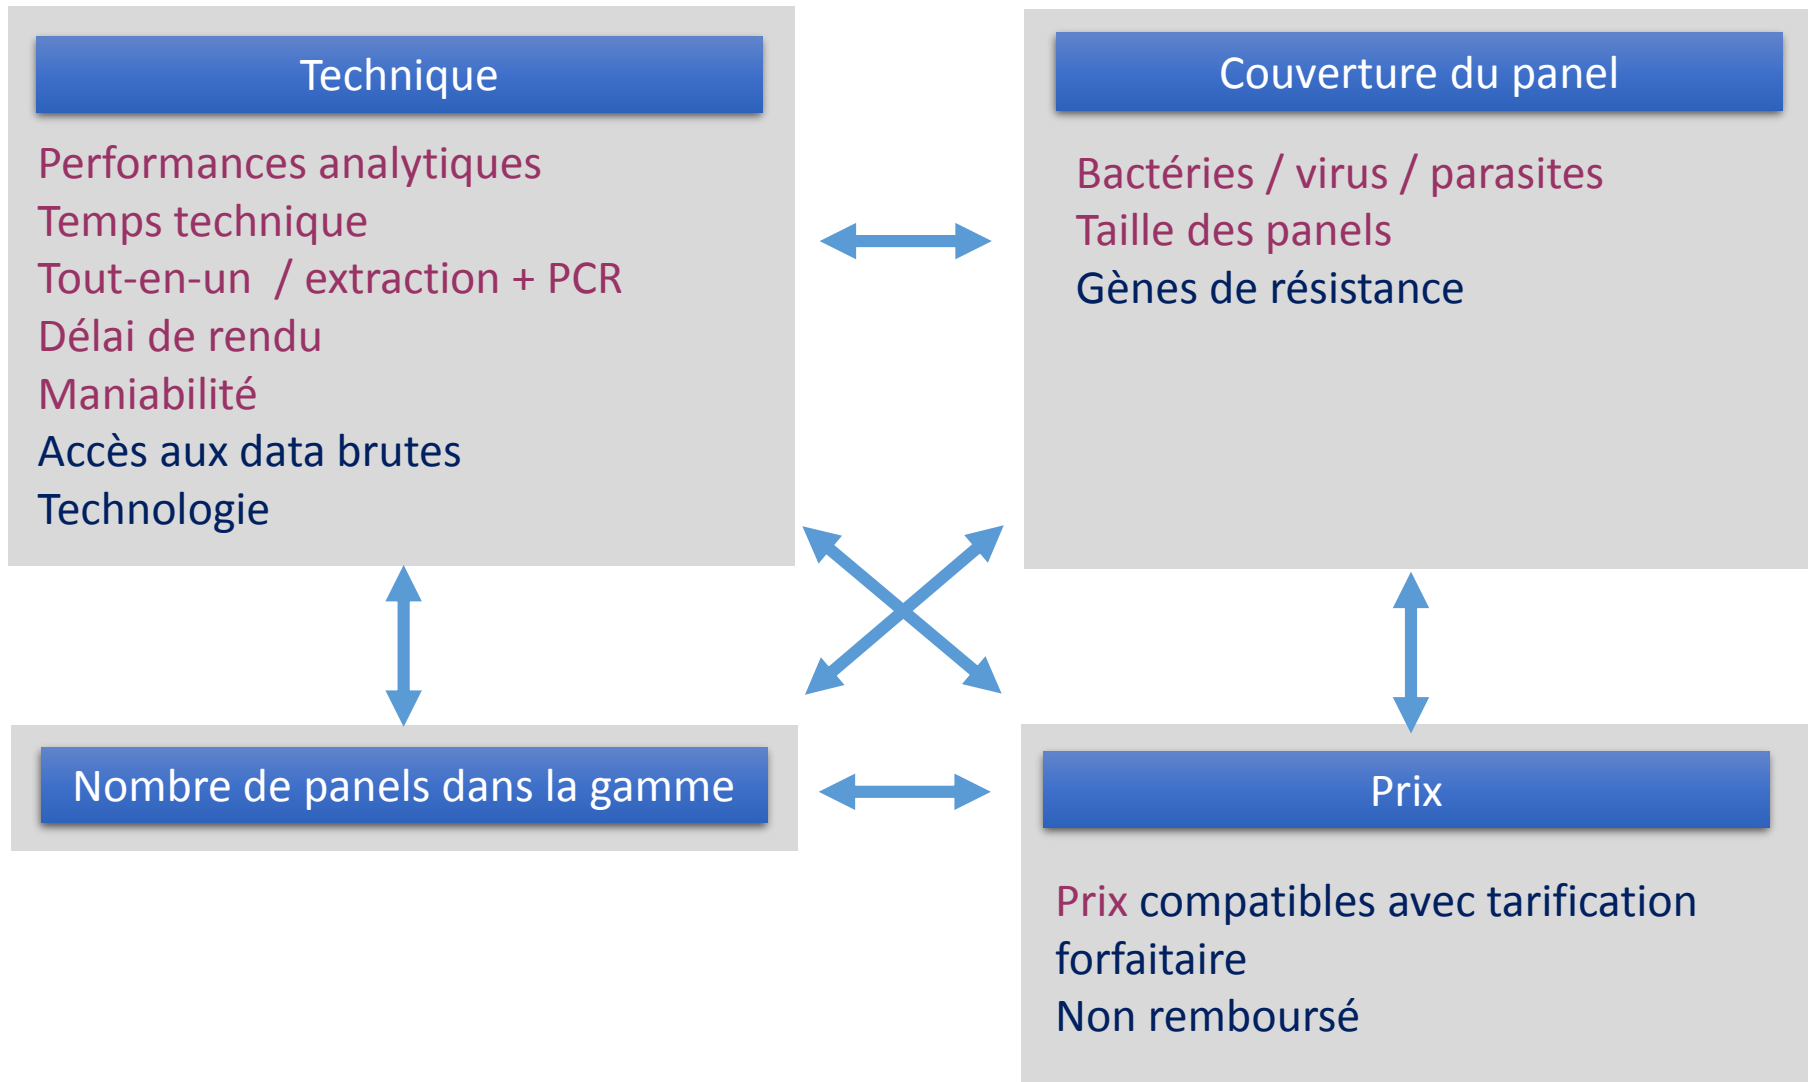 Technique
Performances analytiques
Temps technique
Tout-en-un / extraction + PCR
Délai de rendu
Maniabilité
Accès aux data brutes
Technologie
Couverture du panel
Bactéries / virus / parasites
Taille des panels
Gènes de résistance
Nombre de panels dans la gamme
Prix
Prix compatibles avec tarification
forfaitaire
Non remboursé